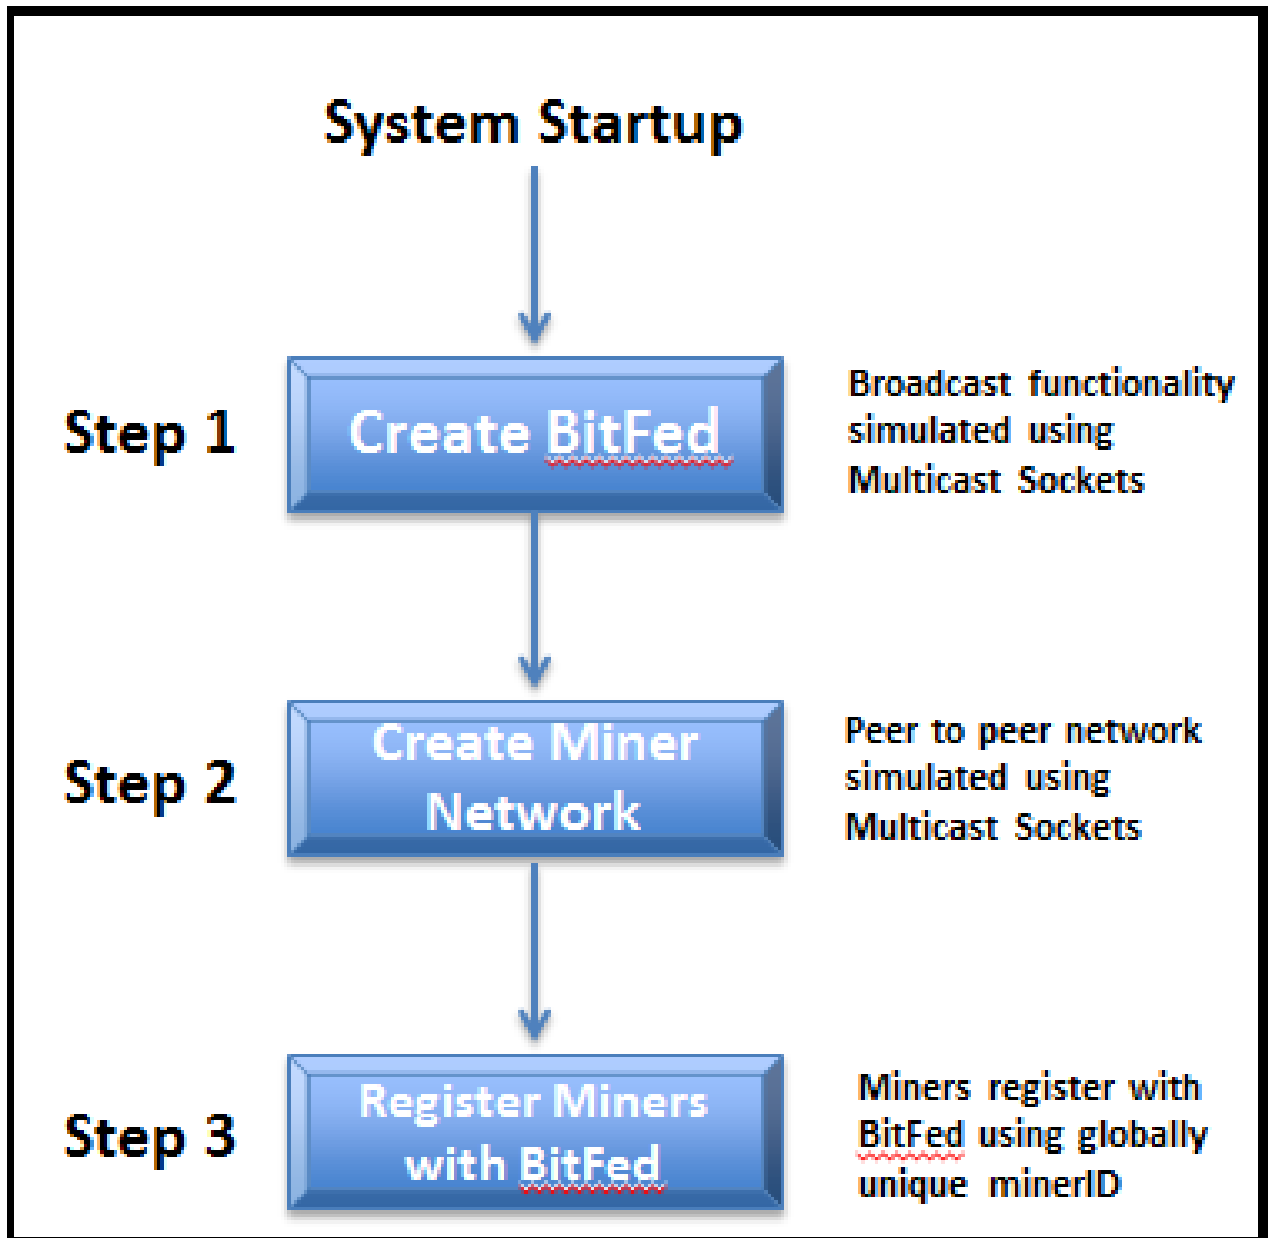 System Startup
Step 1
Create BitFed
Broadcast functionality
simulated using
Multicast Sockets
Step 2
Create Miner
Network
Peer to peer network
simulated using
Multicast Sockets
Step 3
Register Miners
with BitFed
Miners register with
BitFed using globally
unique minerID